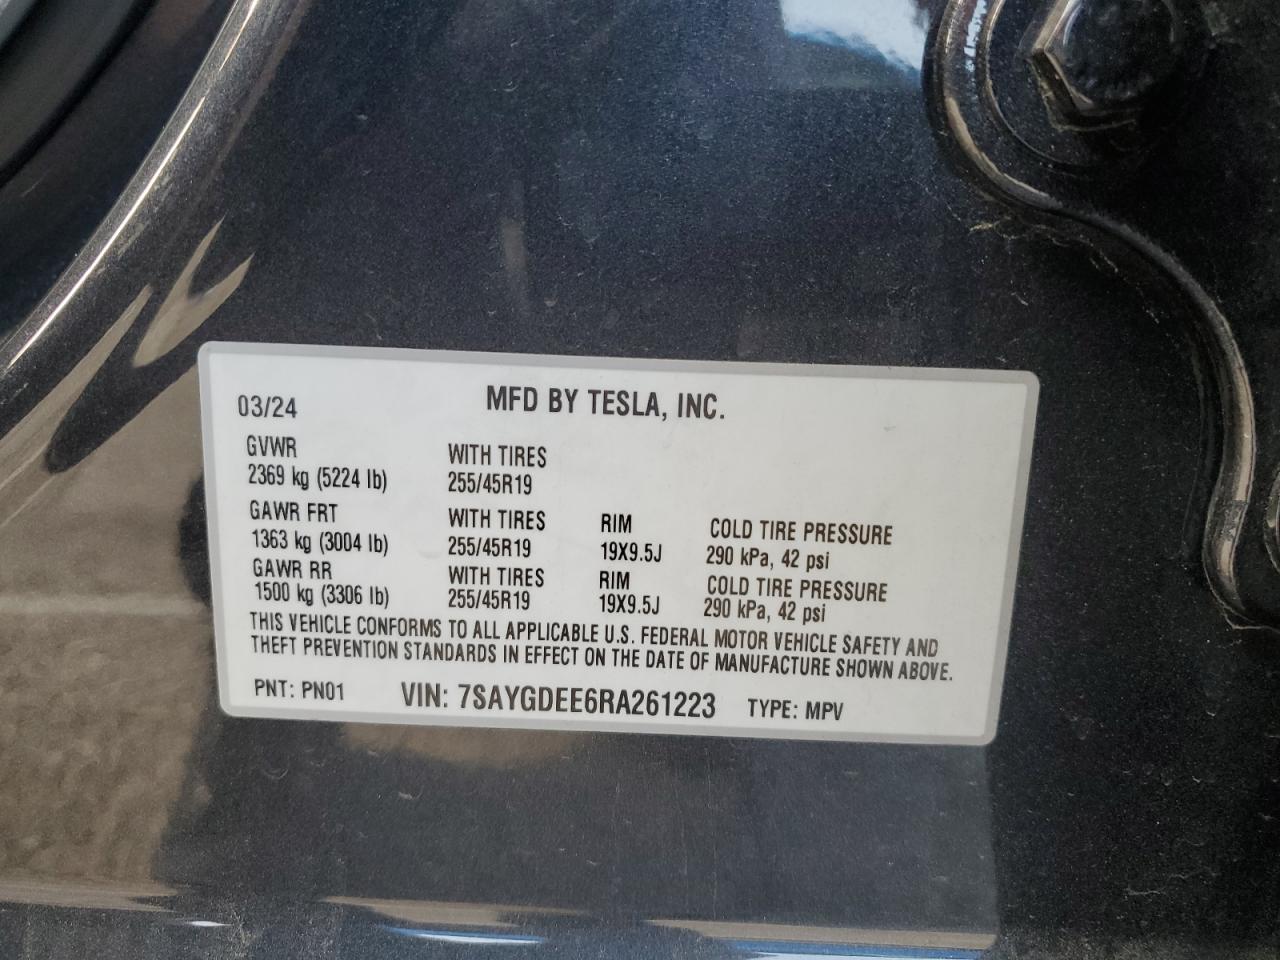 03/24 MFD BY TESLA, INC.
GVWR WITH TIRES
2369 kg (5224 lb) 255/45R19
GAWR FRT WITH TIRES RIM COLD TIRE PRESSURE
1363 kg (3004 lb) 255/45R19 19X9.5J 290 kPa, 42 psi
GAWR RR WITH TIRES RIM COLD TIRE PRESSURE
1500 kg (3306 lb) 255/45R19 19X9.5J 290 kPa, 42 psi
THIS VEHICLE CONFORMS TO ALL APPLICABLE U.S. FEDERAL MOTOR VEHICLE SAFETY AND
THEFT PREVENTION STANDARDS IN EFFECT ON THE DATE OF MANUFACTURE SHOWN ABOVE.
PNT: PN01 VIN: 7SAYGDEE6RA261223 TYPE: MPV